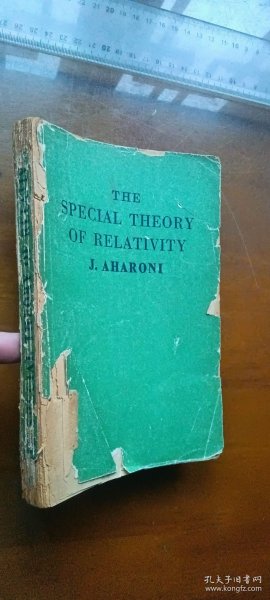 THE
SPECIAL THEORY
OF RELATIVITY
J. AHARONI
孔夫子旧书网
www.kongfz.com